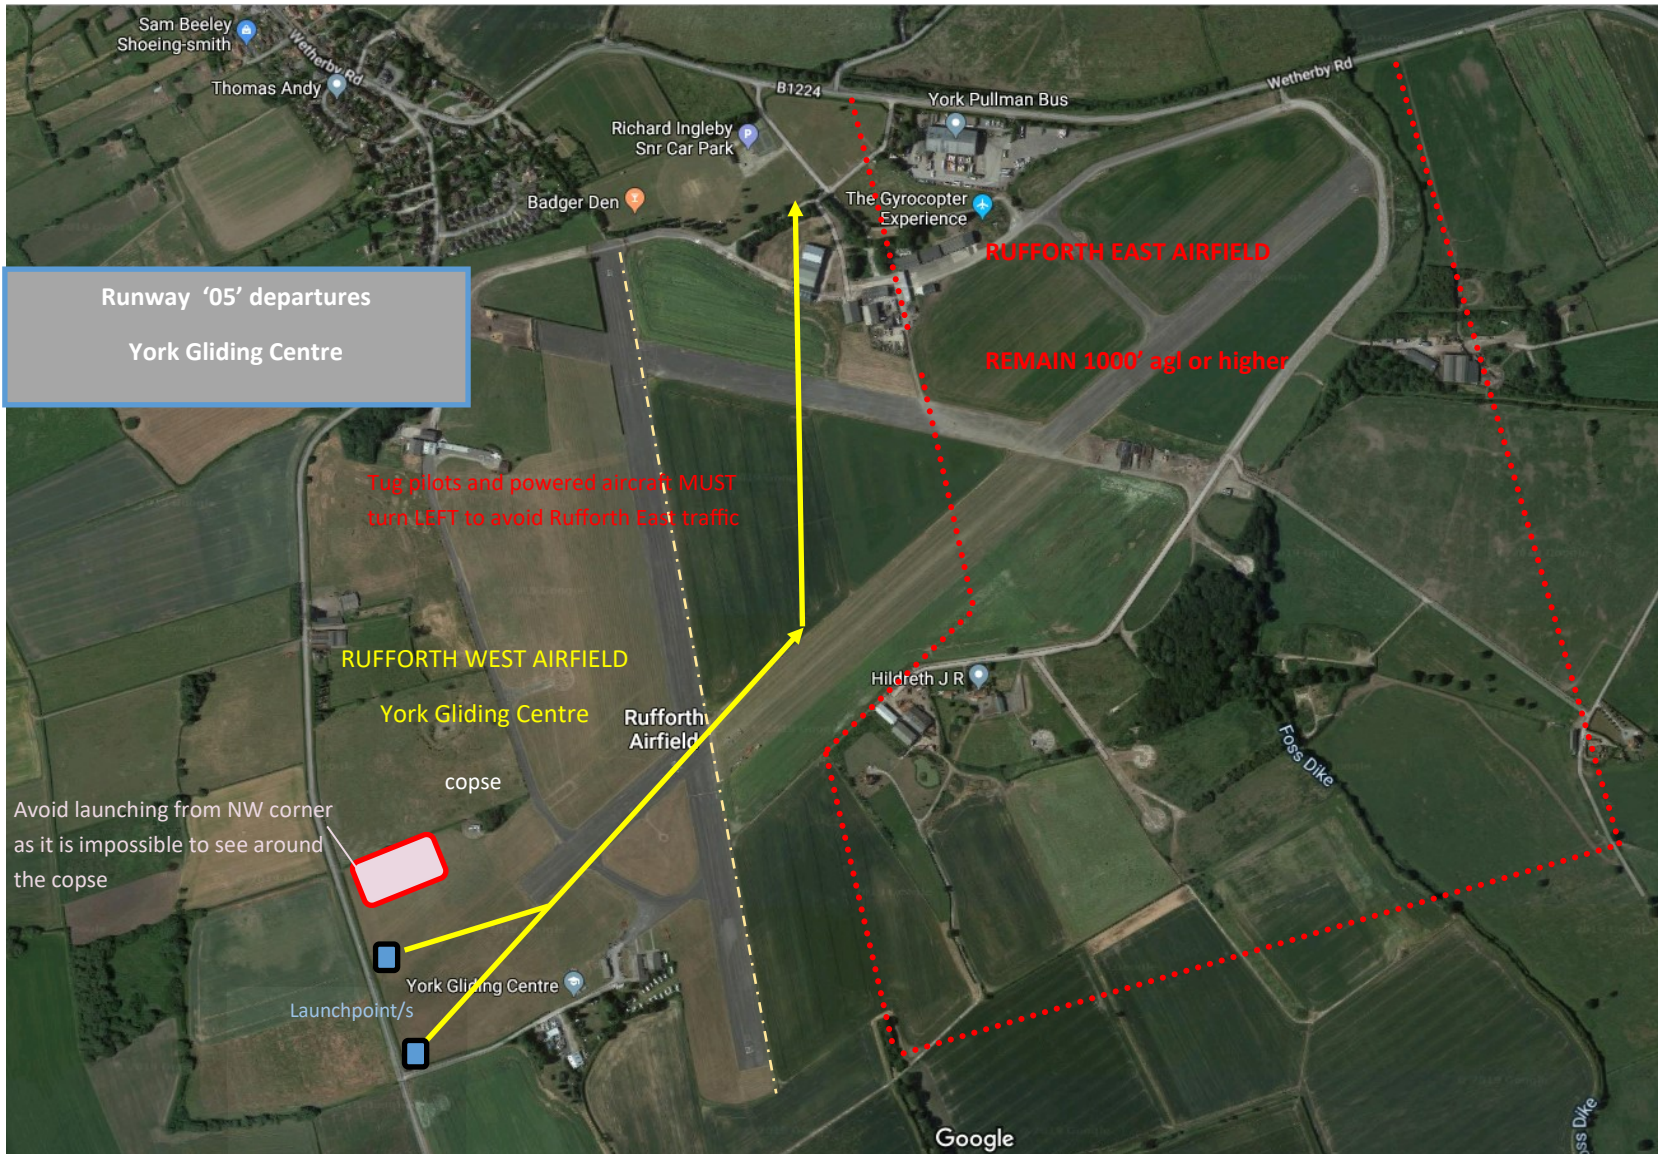 Sam Beeley
Shoeing-smith
Wetherby Rd
Thomas Andy
B1224
Wetherby Rd
York Pullman Bus
Richard Ingleby
Snr Car Park
Badger Den
The Gyrocopter
Experience
RUFFORTH EAST AIRFIELD
Runway ‘05’ departures
York Gliding Centre
REMAIN 1000’ agl or higher
Tug pilots and powered aircraft MUST
turn LEFT to avoid Rufforth East traffic
RUFFORTH WEST AIRFIELD
York Gliding Centre
Hildreth J R
Rufforth
Airfield
Foss Dike
copse
Avoid launching from NW corner
as it is impossible to see around
the copse
York Gliding Centre
Launchpoint/s
Google
ss Dike